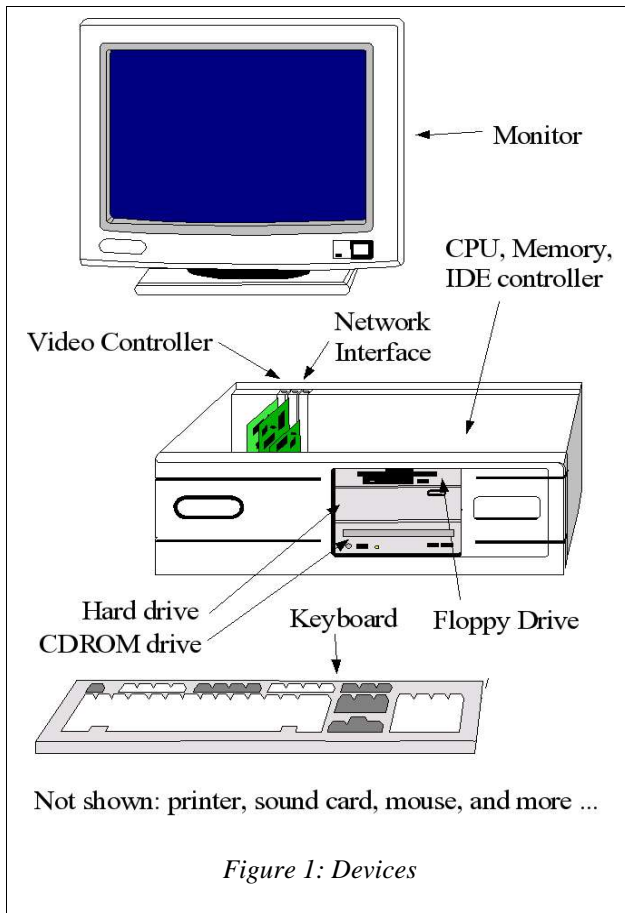 Monitor
CPU, Memory,
IDE controller
Network
Interface
Video Controller
Hard drive
CDROM drive
Keyboard
Floppy Drive
Not shown: printer, sound card, mouse, and more ...
Figure 1: Devices